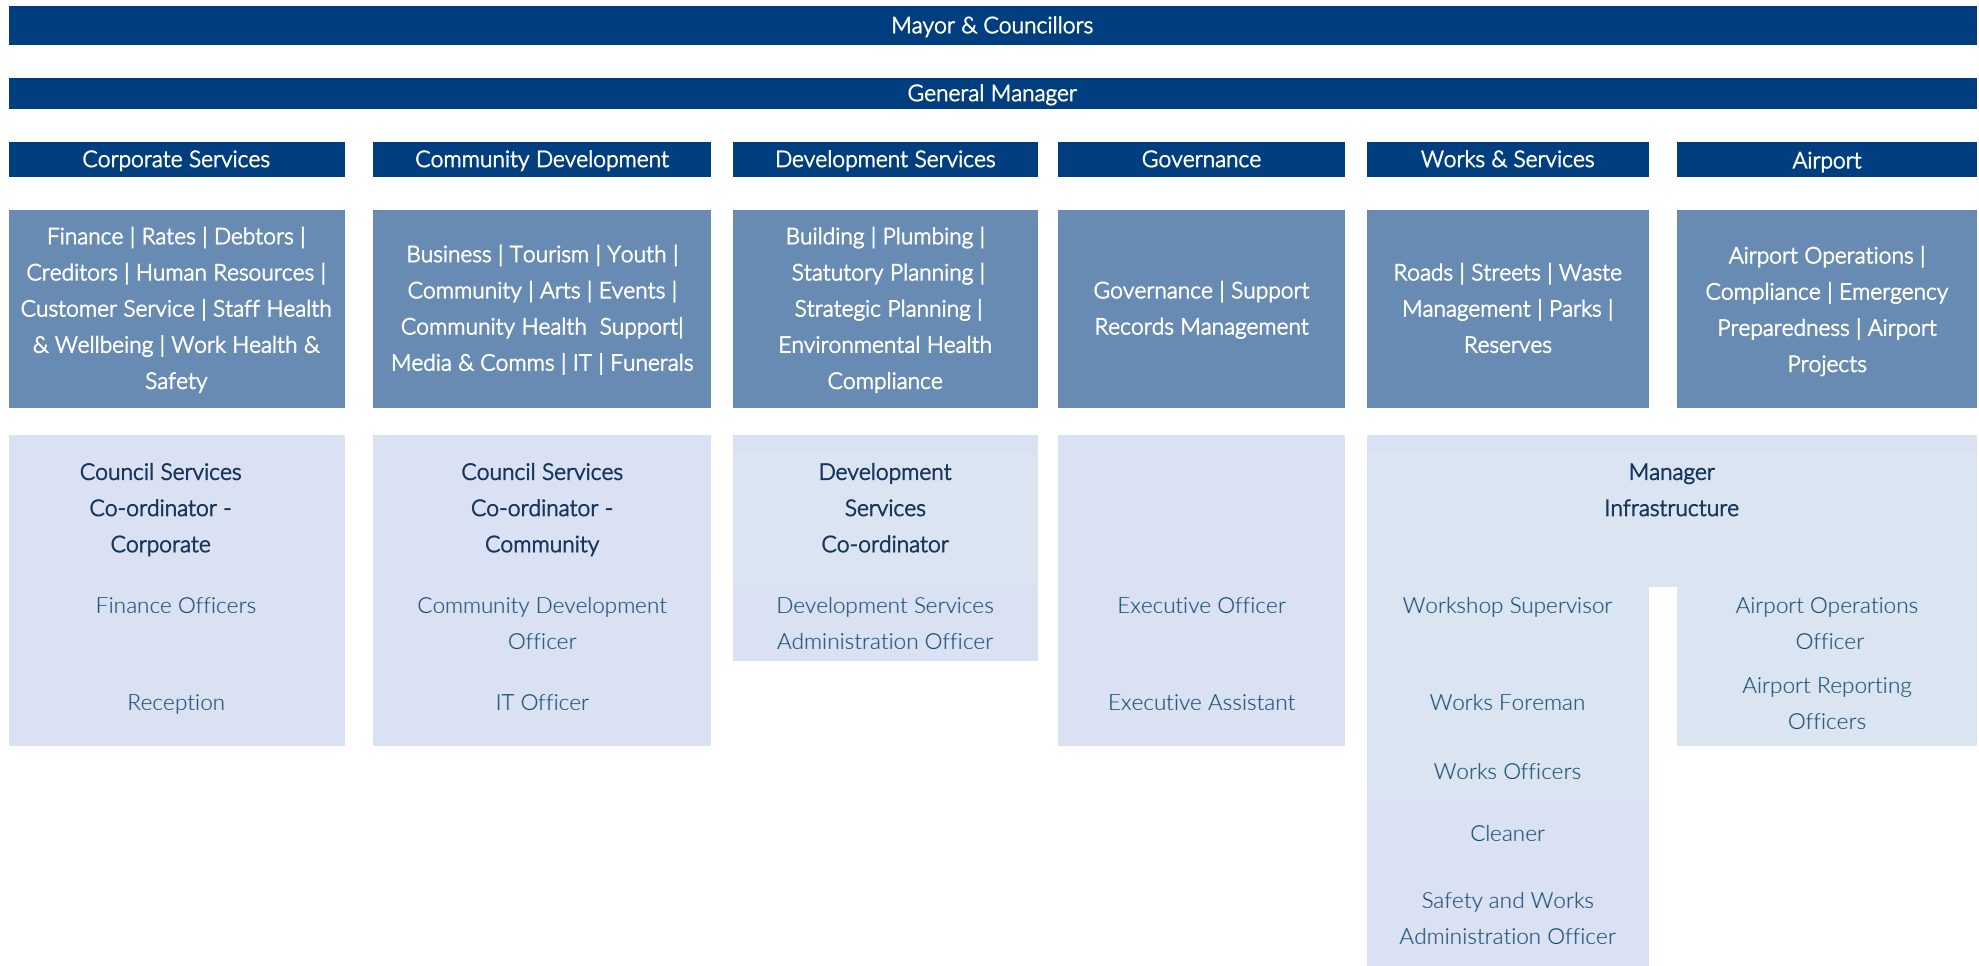 Mayor & Councillors
General Manager
Corporate Services
Community Development
Development Services
Governance
Works & Services
Airport
Finance | Rates | Debtors |
Creditors | Human Resources |
Customer Service | Staff Health
& Wellbeing | Work Health &
Safety
Business | Tourism | Youth |
Community | Arts | Events |
Community Health  Support|
Media & Comms | IT | Funerals
Building | Plumbing |
Statutory Planning |
Strategic Planning |
Environmental Health
Compliance
Governance | Support
Records Management
Roads | Streets | Waste
Management | Parks |
Reserves
Airport Operations |
Compliance | Emergency
Preparedness | Airport
Projects
Council Services
Co-ordinator -
Corporate
Finance Officers
Reception
Council Services
Co-ordinator -
Community
Community Development
Officer
IT Officer
Development
Services
Co-ordinator
Development Services
Administration Officer
Executive Officer
Executive Assistant
Manager
Infrastructure
Workshop Supervisor
Works Foreman
Works Officers
Cleaner
Safety and Works
Administration Officer
Airport Operations
Officer
Airport Reporting
Officers